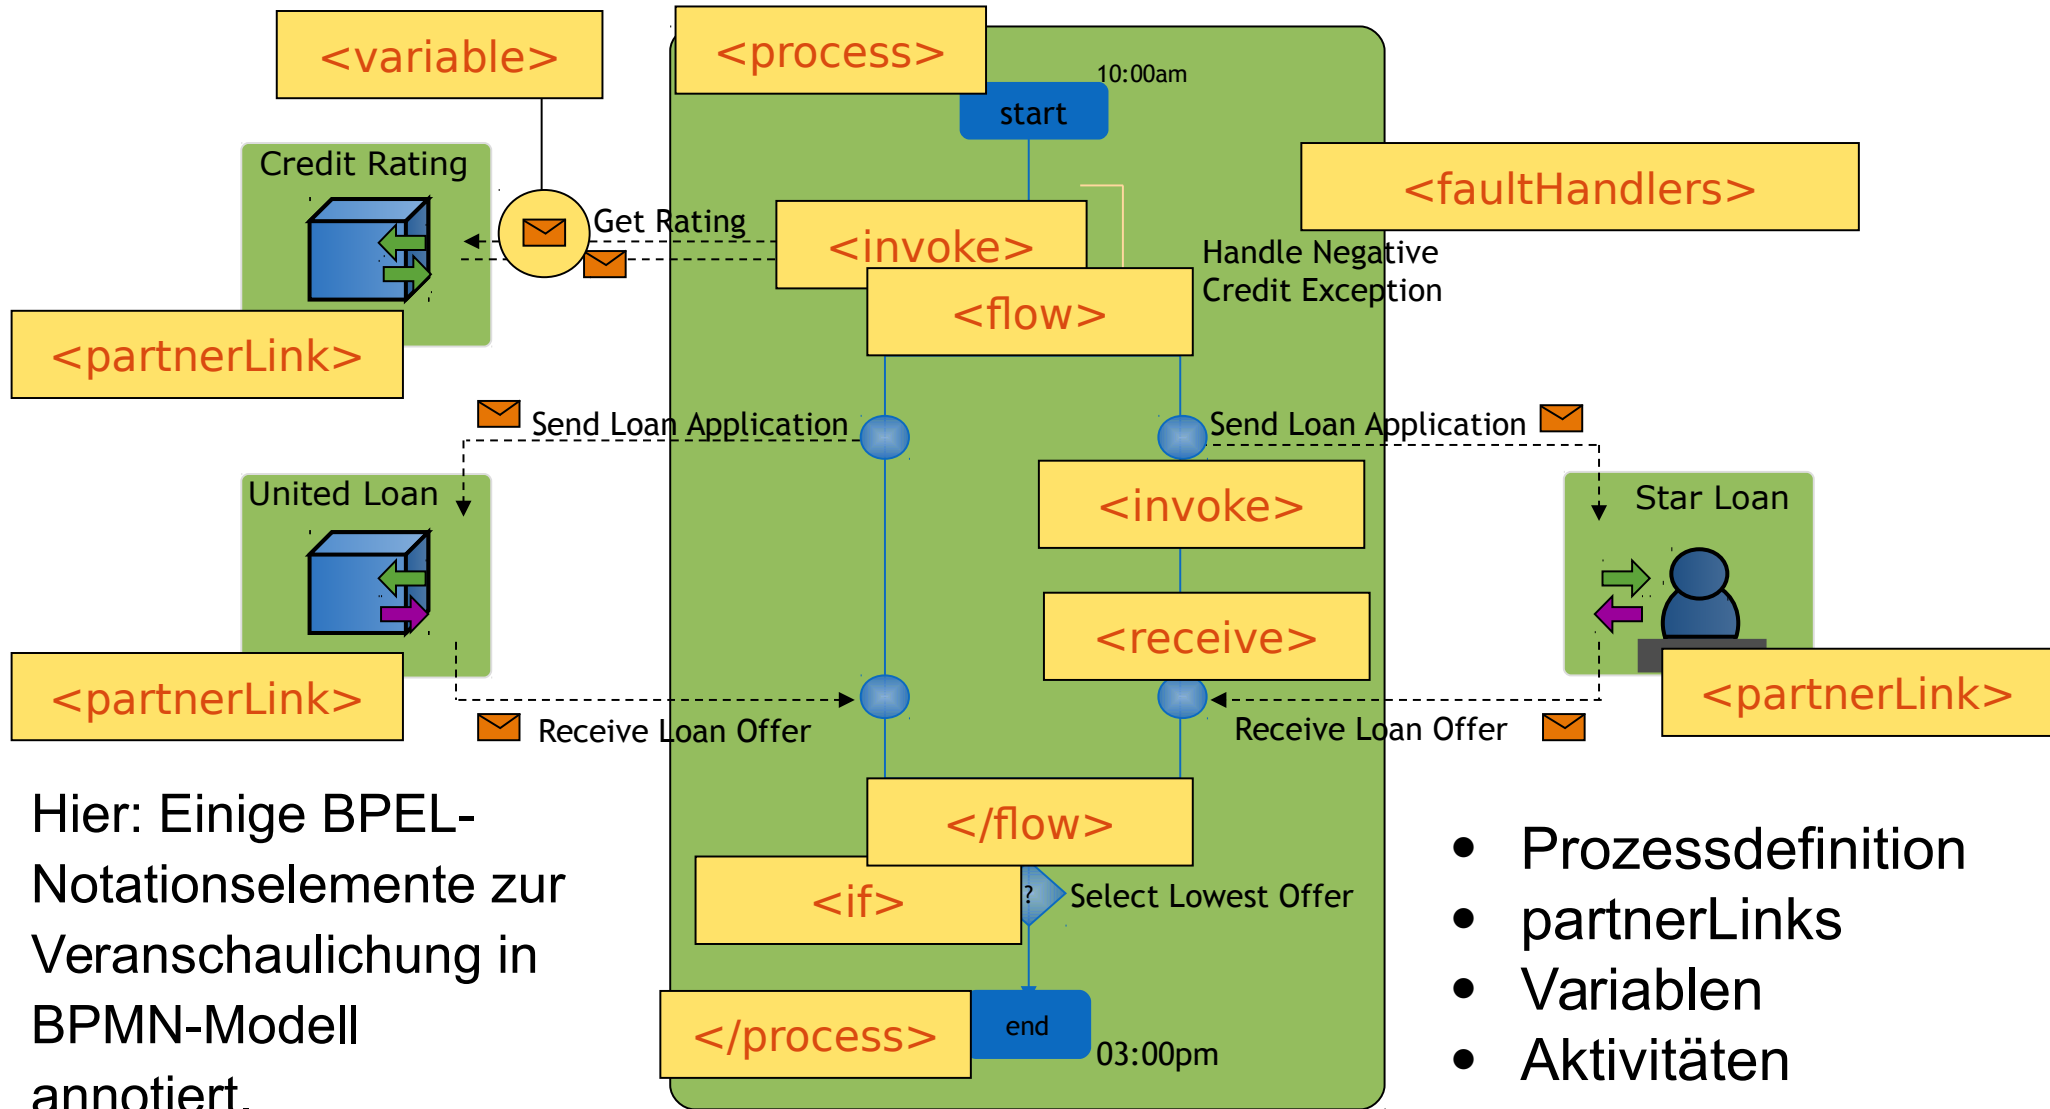 <variable>
<process>
10:00am
start
Credit Rating
<faultHandlers>
Get Rating
<invoke>
Handle Negative
Credit Exception
<flow>
<partnerLink>
Send Loan Application
Send Loan Application
United Loan
<invoke>
Star Loan
<receive>
<partnerLink>
<partnerLink>
Receive Loan Offer
Receive Loan Offer
</flow>
<if>
?
Select Lowest Offer
</process>
end
03:00pm
Hier: Einige BPEL-
Notationselemente zur
Veranschaulichung in
BPMN-Modell
annotiert.
• Prozessdefinition
• partnerLinks
• Variablen
• Aktivitäten